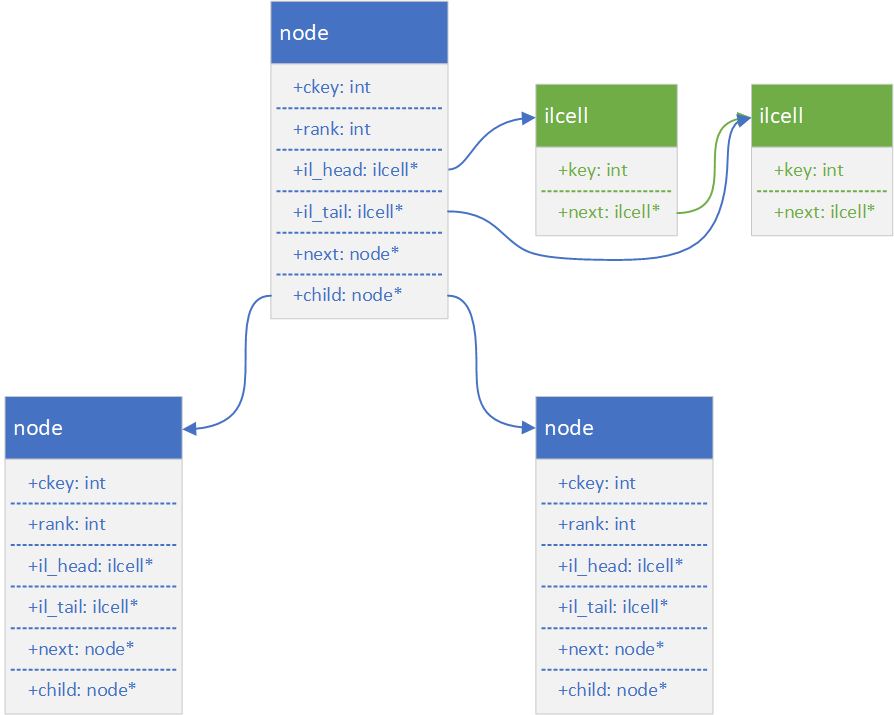 node
+ckey: int
+rank: int
+il_head: ilcell*
+il_tail: ilcell*
+next: node*
+child: node*
ilcell
+key: int
+next: ilcell*
ilcell
+key: int
+next: ilcell*
node
+ckey: int
+rank: int
+il_head: ilcell*
+il_tail: ilcell*
+next: node*
+child: node*
node
+ckey: int
+rank: int
+il_head: ilcell*
+il_tail: ilcell*
+next: node*
+child: node*